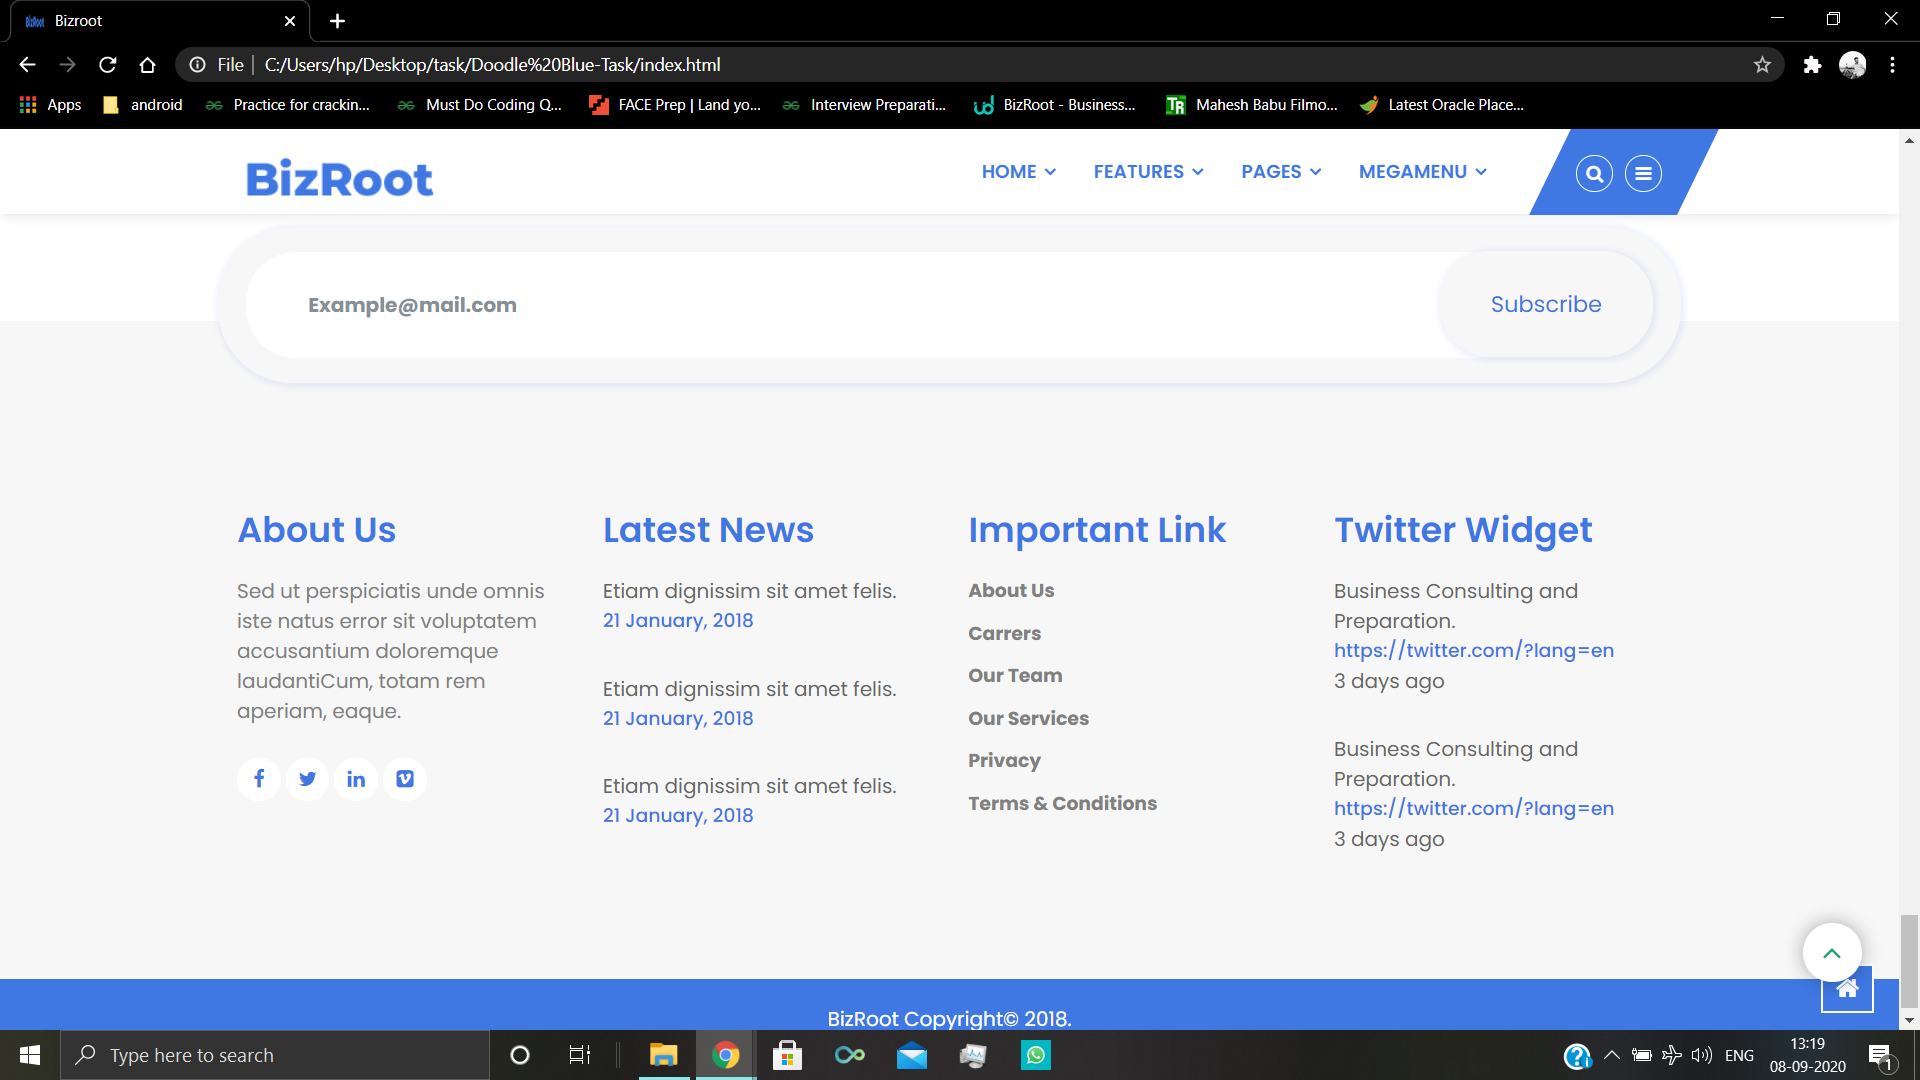 Bizroot
File C:/Users/hp/Desktop/task/Doodle%20Blue-Task/index.html
Apps android Practice for crackin... Must Do Coding Q... FACE Prep | Land yo... Interview Preparati... BizRoot - Business... Mahesh Babu Filmo... Latest Oracle Place...
BizRoot HOME FEATURES PAGES MEGAMENU
Example@mail.com Subscribe
About Us
Sed ut perspiciatis unde omnis
iste natus error sit voluptatem
accusantium doloremque
laudantiCum, totam rem
aperiam, eaque.
Latest News
Etiam dignissim sit amet felis.
21 January, 2018
Etiam dignissim sit amet felis.
21 January, 2018
Etiam dignissim sit amet felis.
21 January, 2018
Important Link
About Us
Carrers
Our Team
Our Services
Privacy
Terms & Conditions
Twitter Widget
Business Consulting and
Preparation.
https://twitter.com/?lang=en
3 days ago
Business Consulting and
Preparation.
https://twitter.com/?lang=en
3 days ago
BizRoot Copyright© 2018.
Type here to search
ENG
13:19
08-09-2020
1